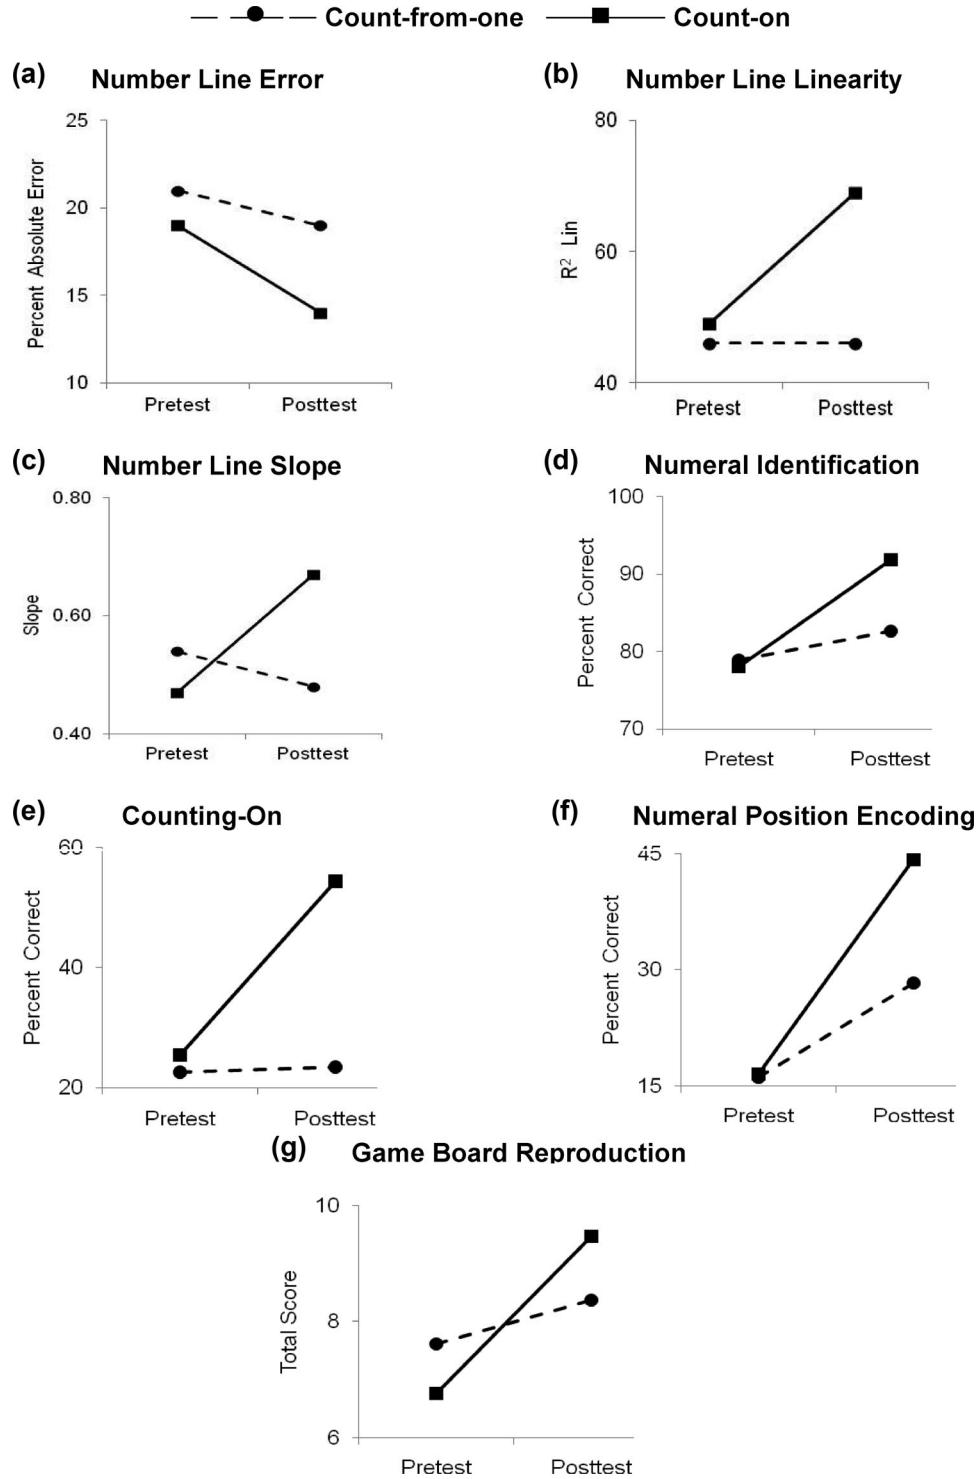 Count-from-one Count-on
(a) Number Line Error
25
20
15
10
Percent Absolute Error
Pretest Posttest
(b) Number Line Linearity
80
60
40
R² Lin
Pretest Posttest
(c) Number Line Slope
0.80
0.60
0.40
Slope
Pretest Posttest
(d) Numeral Identification
100
90
80
70
Percent Correct
Pretest Posttest
(e) Counting-On
60
40
20
Percent Correct
Pretest Posttest
(f) Numeral Position Encoding
45
30
15
Percent Correct
Pretest Posttest
(g) Game Board Reproduction
10
8
6
Total Score
Pretest Posttest